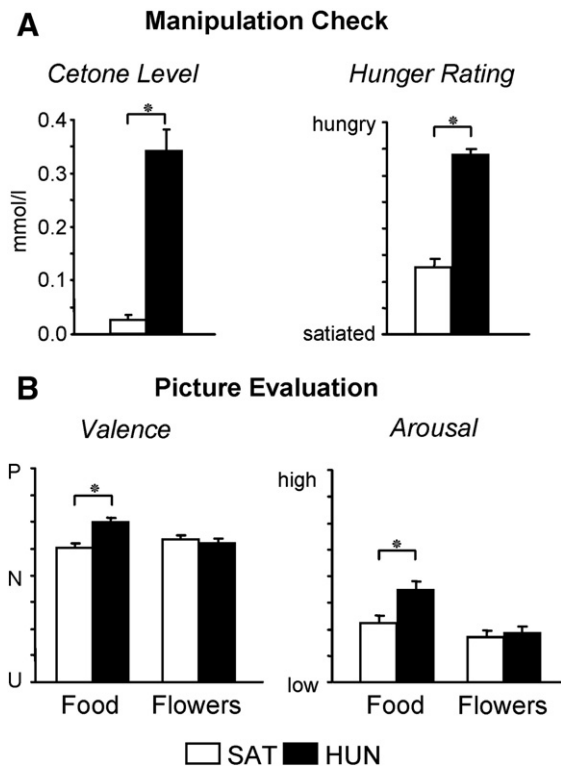 A Manipulation Check
Cetone Level
mmol/l
0.4
0.3
0.2
0.1
0.0
*
Hunger Rating
hungry
satiated
*
B Picture Evaluation
Valence
P
N
U
*
Food Flowers
Arousal
high
low
*
Food Flowers
SAT HUN